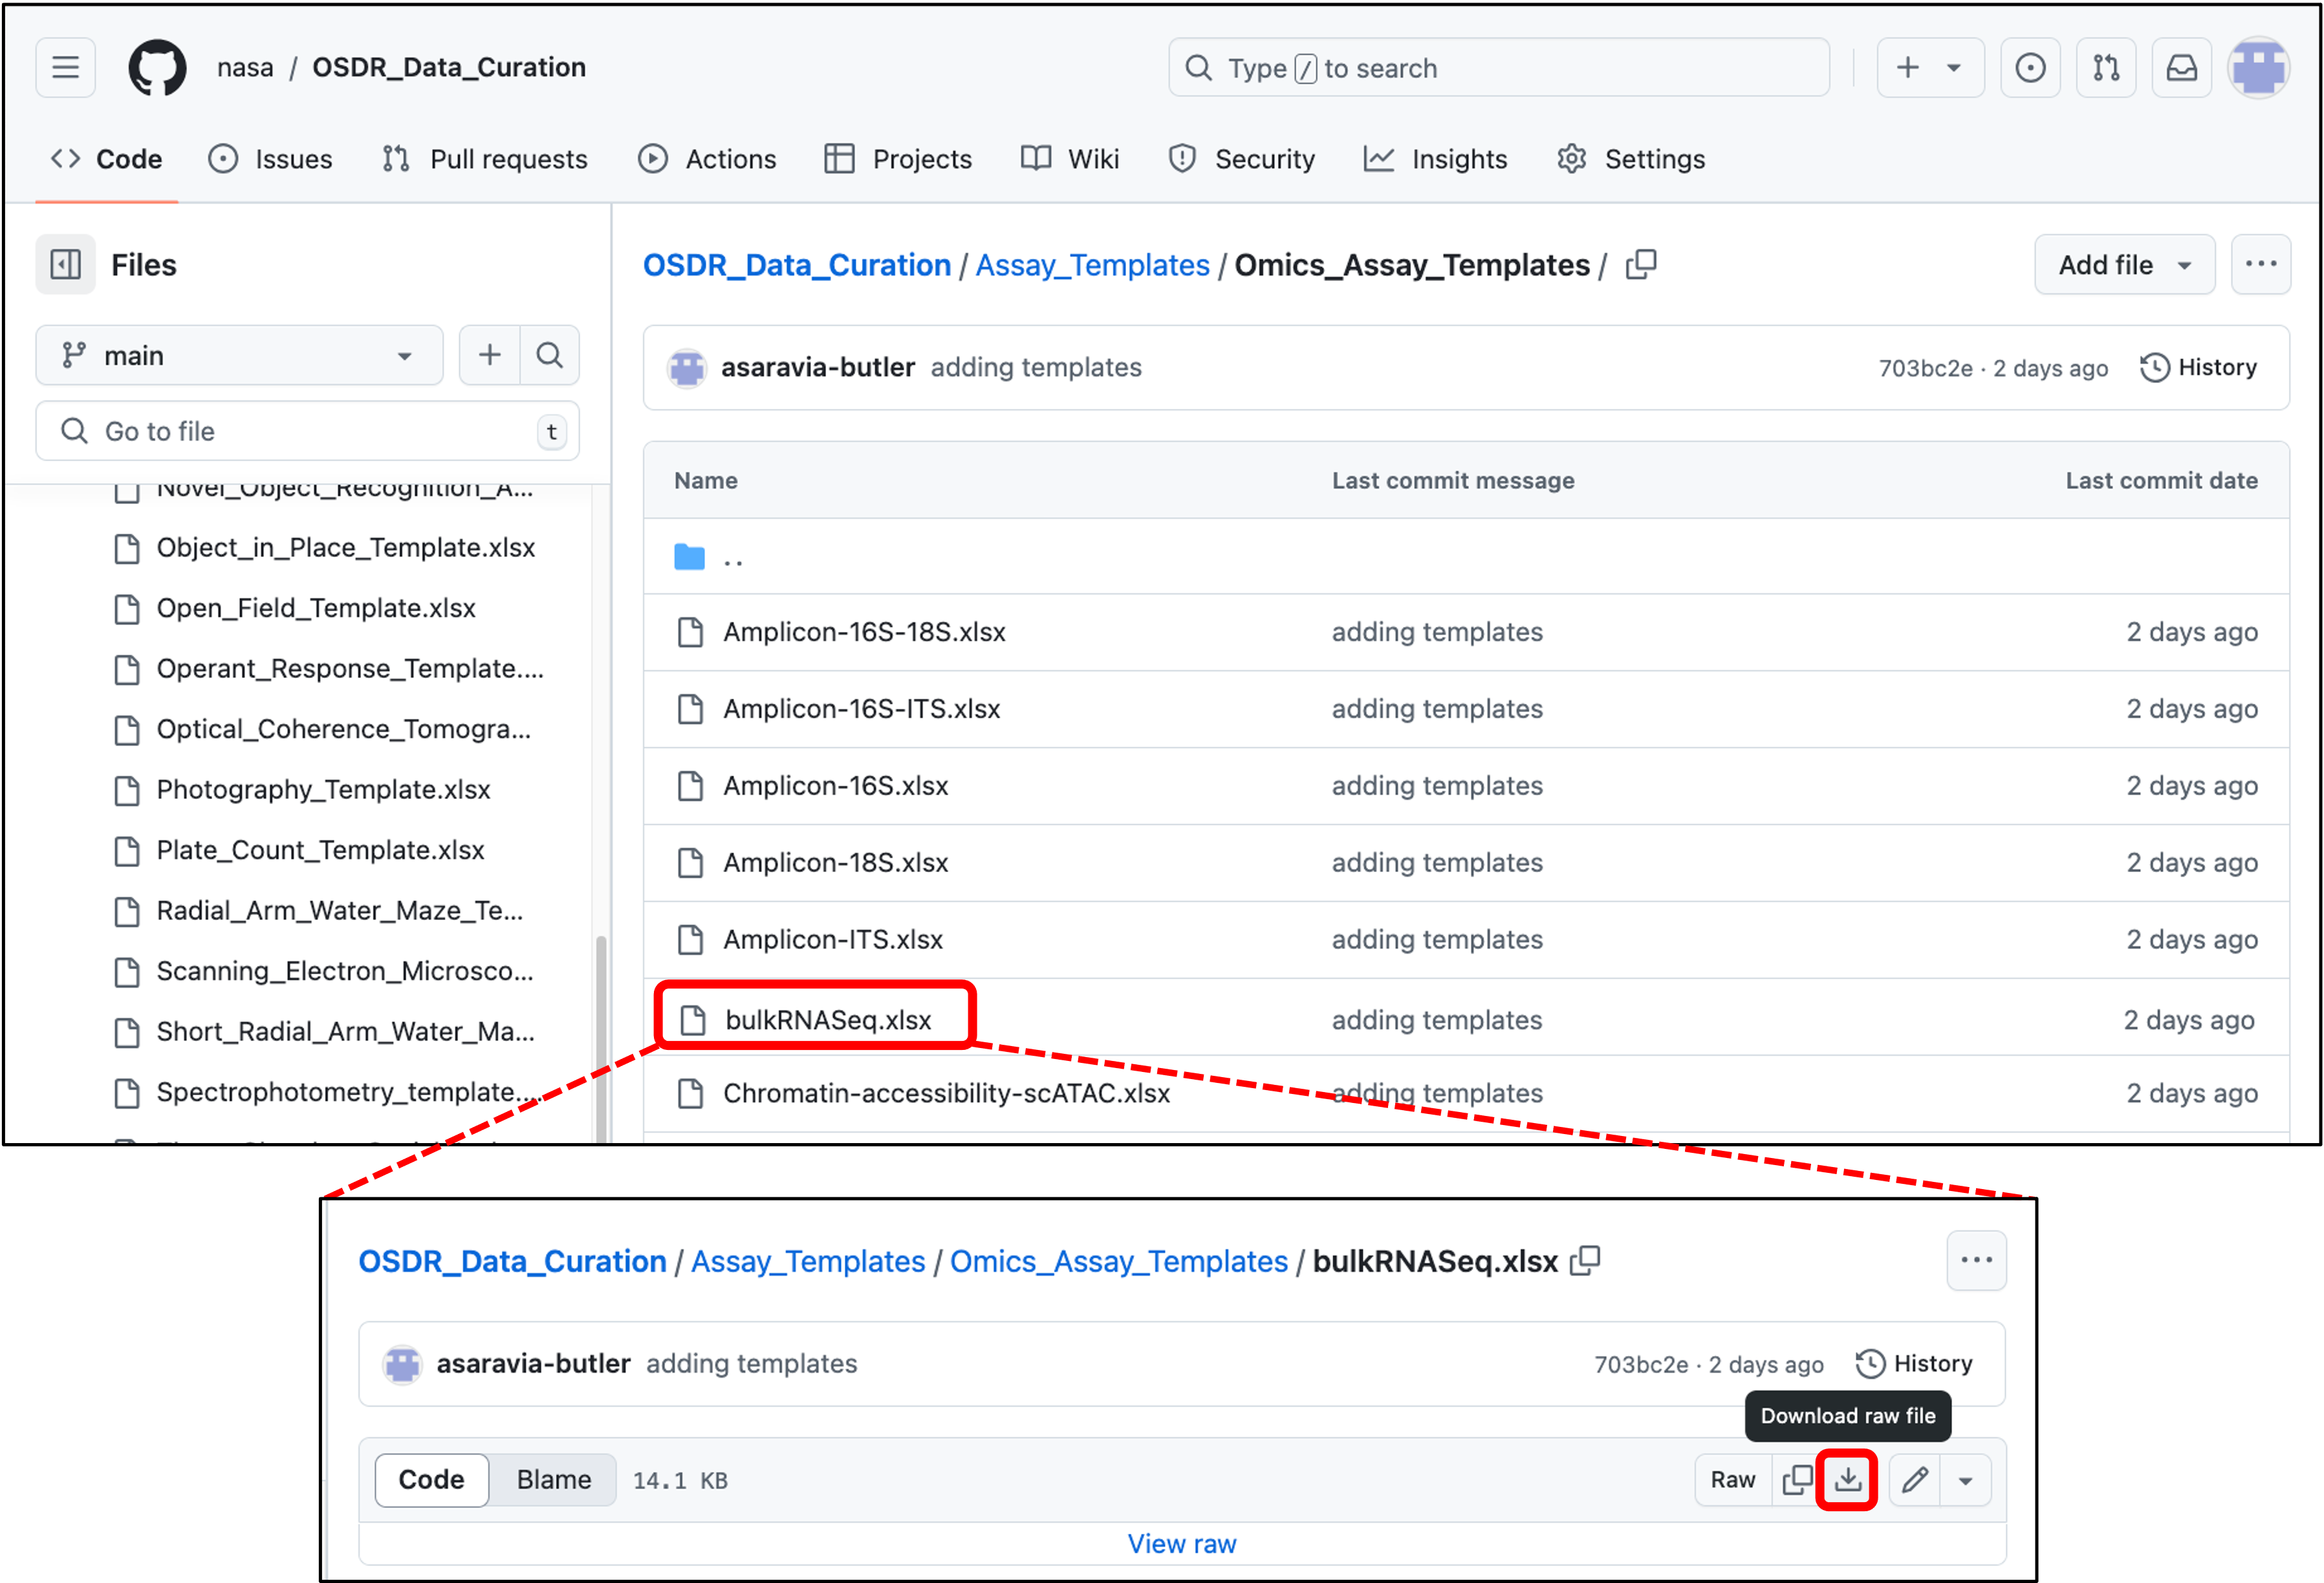 nasa / OSDR_Data_Curation
Type / to search
Code
Issues
Pull requests
Actions
Projects
Wiki
Security
Insights
Settings
Files
main
Go to file
t
Novel_Object_Recognition_A...
Object_in_Place_Template.xlsx
Open_Field_Template.xlsx
Operant_Response_Template....
Optical_Coherence_Tomogra...
Photography_Template.xlsx
Plate_Count_Template.xlsx
Radial_Arm_Water_Maze_Te...
Scanning_Electron_Microsco...
Short_Radial_Arm_Water_Ma...
Spectrophotometry_template....
OSDR_Data_Curation / Assay_Templates / Omics_Assay_Templates /
Add file
...
asaravia-butler adding templates
703bc2e · 2 days ago
History
Name Last commit message Last commit date
..
Amplicon-16S-18S.xlsx adding templates 2 days ago
Amplicon-16S-ITS.xlsx adding templates 2 days ago
Amplicon-16S.xlsx adding templates 2 days ago
Amplicon-18S.xlsx adding templates 2 days ago
Amplicon-ITS.xlsx adding templates 2 days ago
bulkRNASeq.xlsx adding templates 2 days ago
Chromatin-accessibility-scATAC.xlsx adding templates 2 days ago
OSDR_Data_Curation / Assay_Templates / Omics_Assay_Templates / bulkRNASeq.xlsx
...
asaravia-butler adding templates
703bc2e · 2 days ago
History
Download raw file
Code
Blame
14.1 KB
Raw
View raw